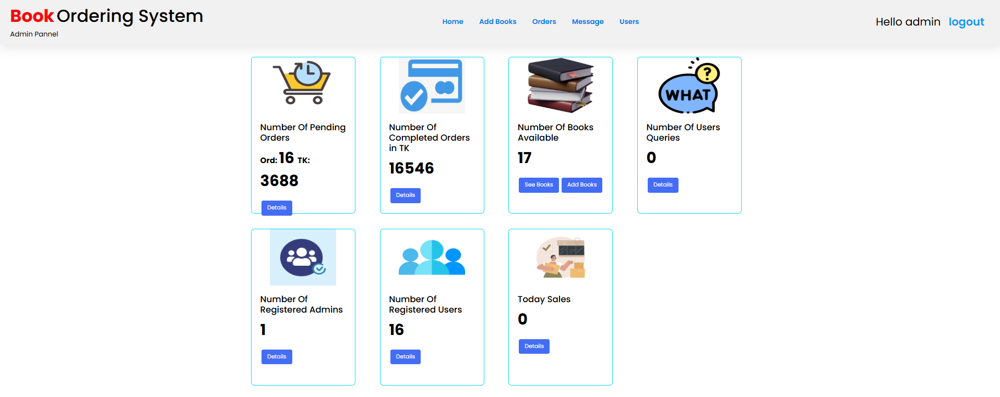 Book Ordering System
Admin Pannel
Home Add Books Orders Message Users
Hello admin logout
Number Of Pending
Orders
Ord: 16 TK:
3688
Details
Number Of
Completed Orders
in TK
16546
Details
Number Of Books
Available
17
See Books Add Books
WHAT
?
Number Of Users
Queries
0
Details
Number Of
Registered Admins
1
Details
Number Of
Registered Users
16
Details
Today Sales
0
Details